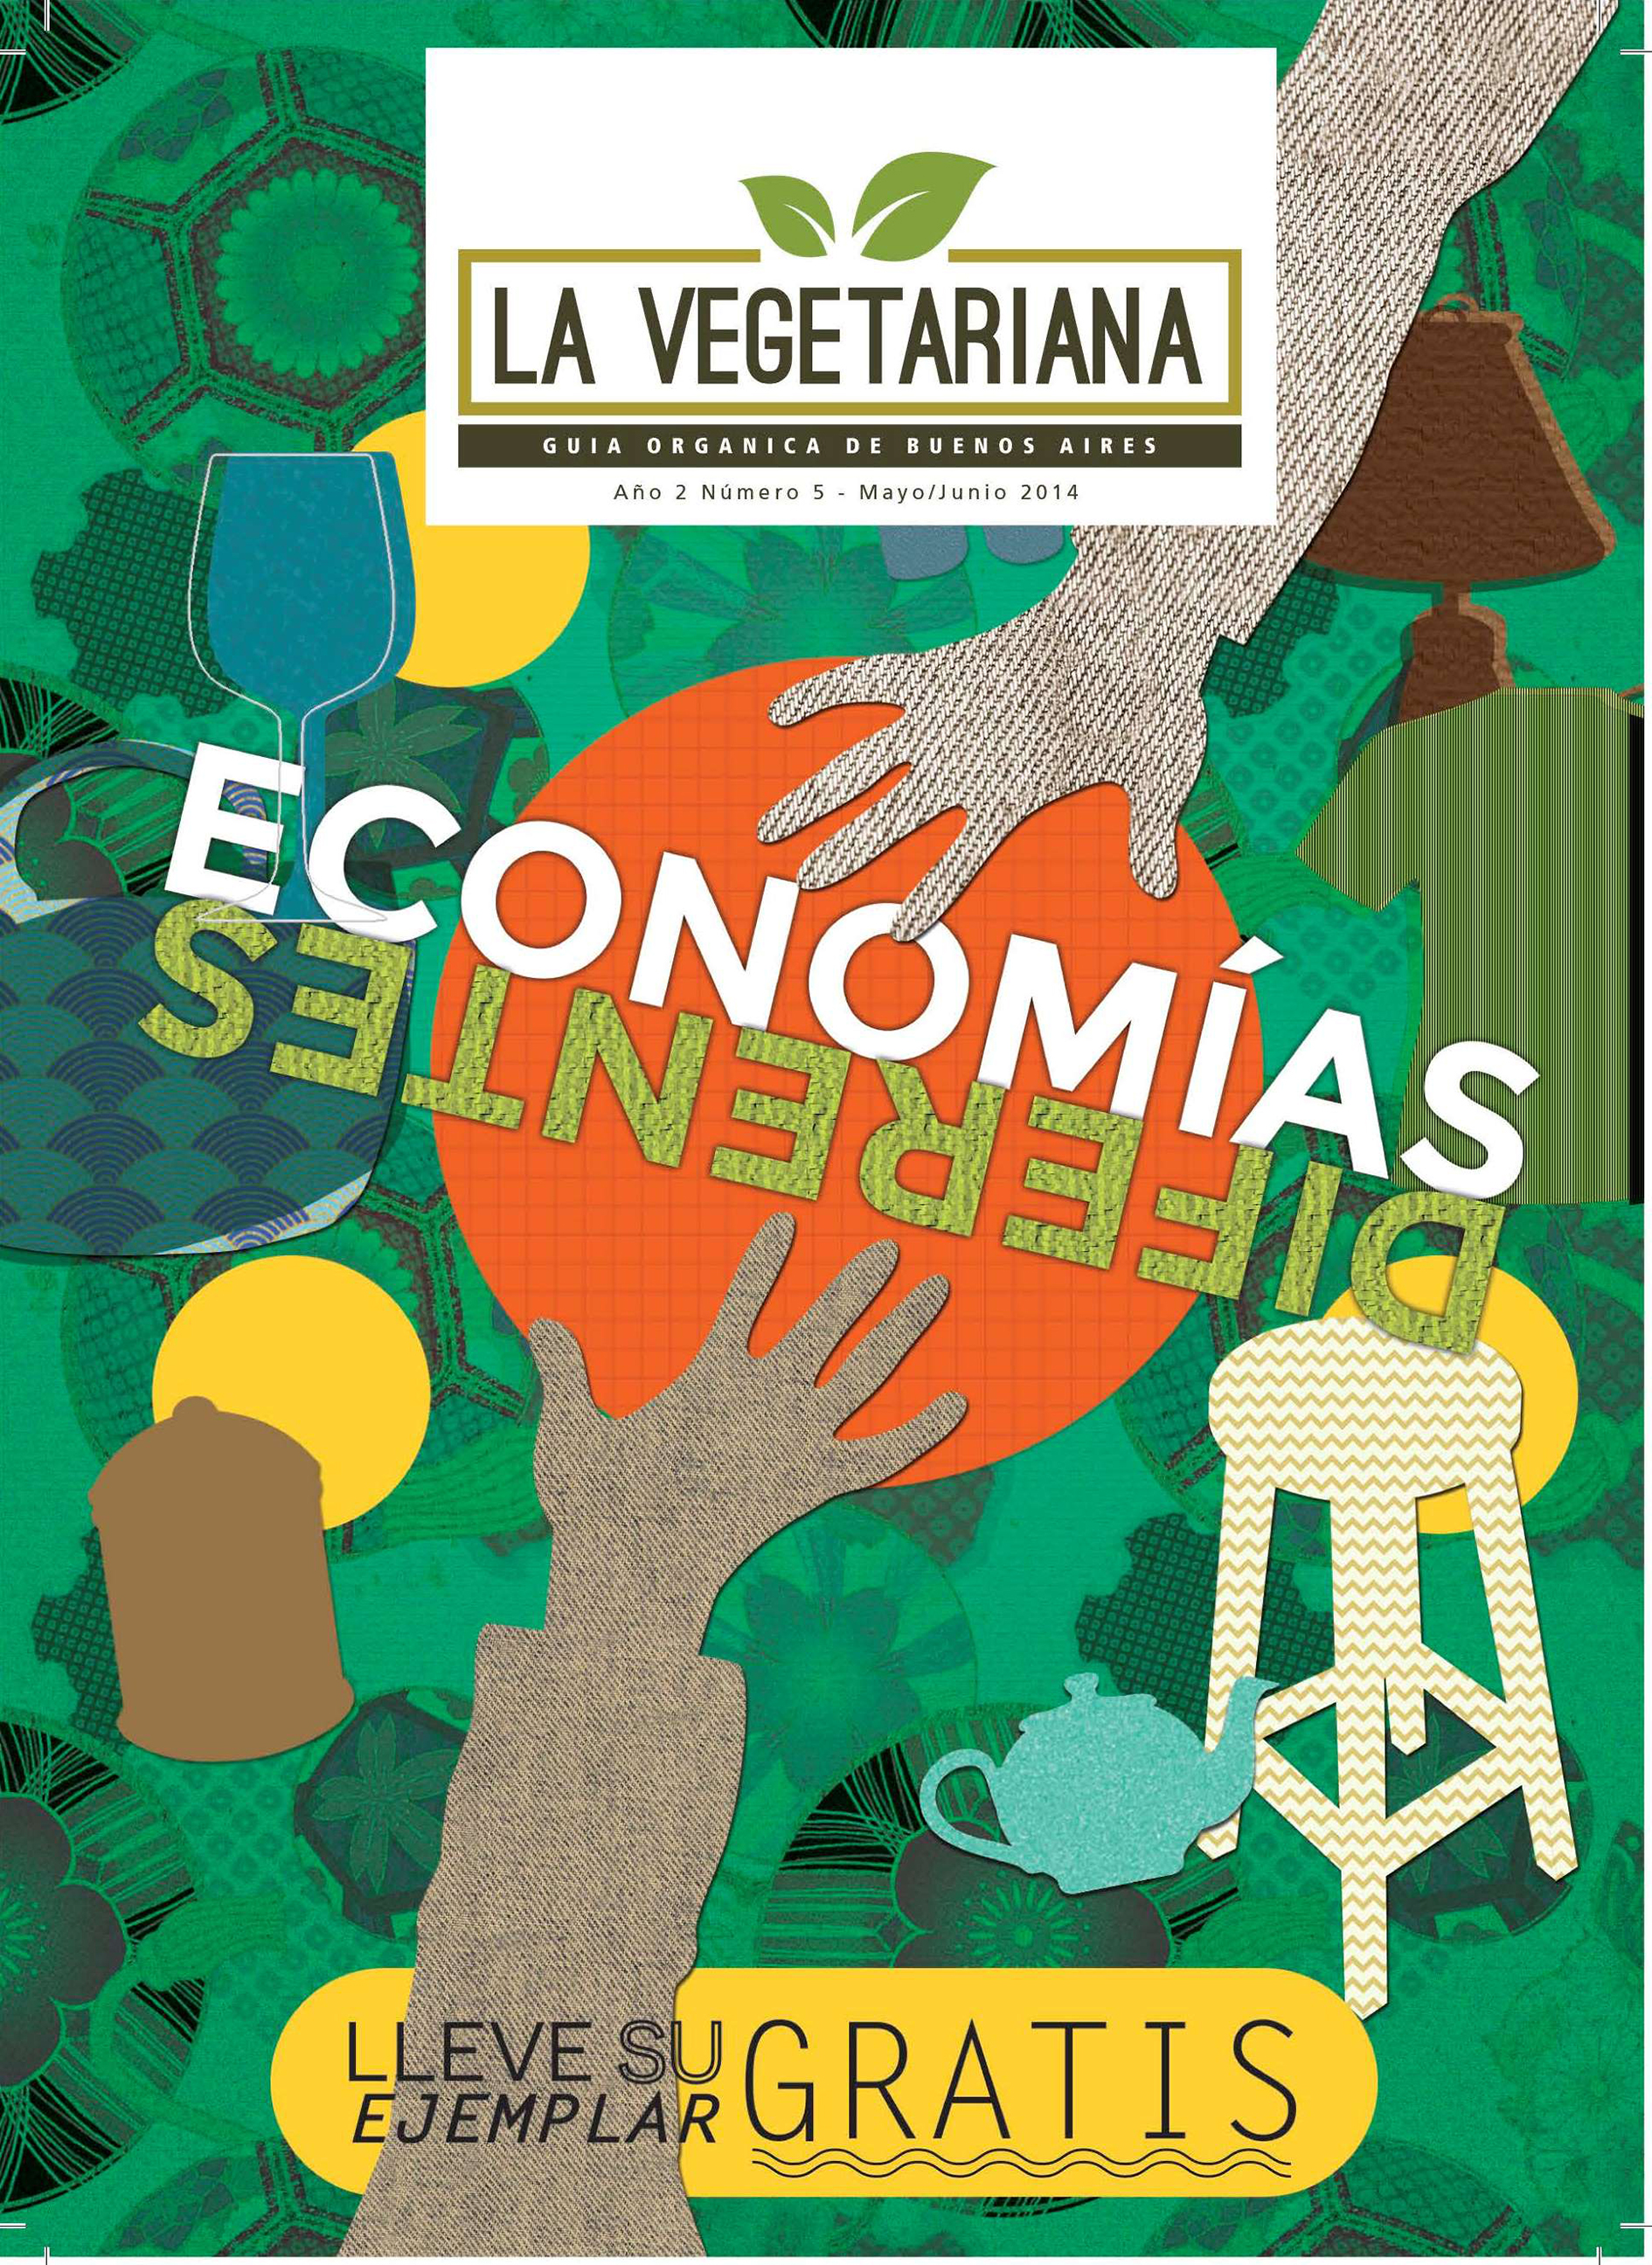 LA VEGETARIANA
GUIA ORGANICA DE BUENOS AIRES
Año 2 Número 5 - Mayo/Junio 2014
ECONOMÍAS
DIFERENTES
LLEVE SU
EJEMPLAR
GRATIS